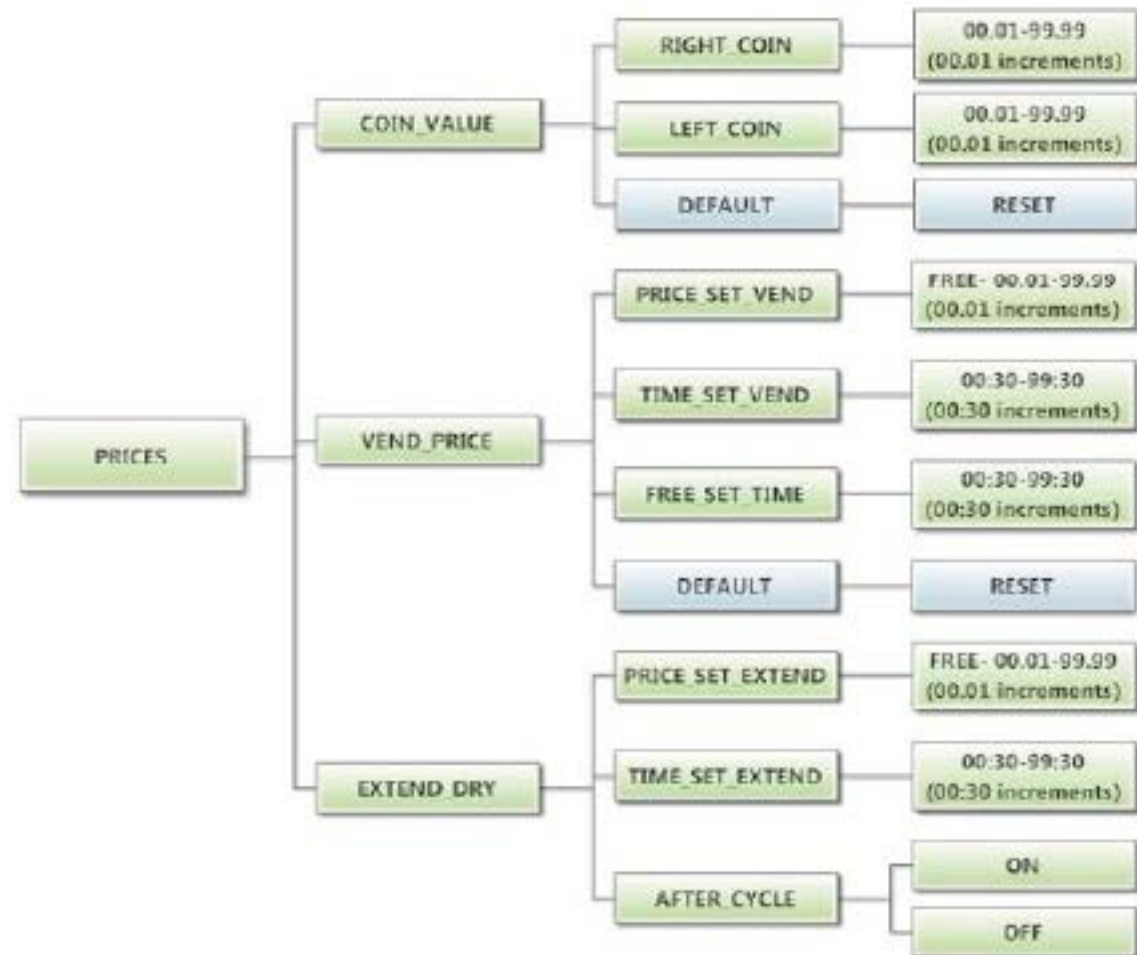 PRICES
COIN_VALUE
RIGHT_COIN
00.01-99.99
(00.01 increments)
LEFT_COIN
00.01-99.99
(00.01 increments)
DEFAULT
RESET
VEND_PRICE
PRICE_SET_VEND
FREE- 00.01-99.99
(00.01 increments)
TIME_SET_VEND
00:30-99:30
(00:30 increments)
FREE_SET_TIME
00:30-99:30
(00:30 increments)
DEFAULT
RESET
EXTEND_DRY
PRICE_SET_EXTEND
FREE- 00.01-99.99
(00.01 increments)
TIME_SET_EXTEND
00:30-99:30
(00:30 increments)
AFTER_CYCLE
ON
OFF